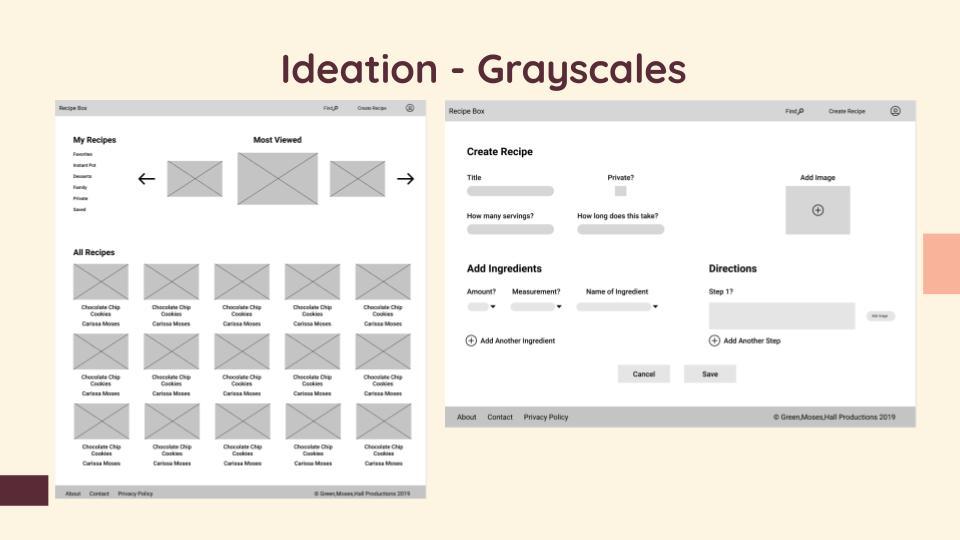 Ideation - Grayscales
Recipe Box
Find
Create Recipe
My Recipes
Favorites
Instant Pot
Desserts
Family
Private
Saved
Most Viewed
All Recipes
Chocolate Chip
Cookies
Carissa Moses
Chocolate Chip
Cookies
Carissa Moses
Chocolate Chip
Cookies
Carissa Moses
Chocolate Chip
Cookies
Carissa Moses
Chocolate Chip
Cookies
Carissa Moses
Chocolate Chip
Cookies
Carissa Moses
Chocolate Chip
Cookies
Carissa Moses
Chocolate Chip
Cookies
Carissa Moses
Chocolate Chip
Cookies
Carissa Moses
Chocolate Chip
Cookies
Carissa Moses
Chocolate Chip
Cookies
Carissa Moses
Chocolate Chip
Cookies
Carissa Moses
Chocolate Chip
Cookies
Carissa Moses
Chocolate Chip
Cookies
Carissa Moses
Chocolate Chip
Cookies
Carissa Moses
About Contact Privacy Policy
© Green,Moses,Hall Productions 2019
Recipe Box
Find
Create Recipe
Create Recipe
Title
Private?
Add Image
How many servings?
How long does this take?
Add Ingredients
Amount?
Measurement?
Name of Ingredient
Add Another Ingredient
Directions
Step 1?
Add Image
Add Another Step
Cancel
Save
About Contact Privacy Policy
© Green,Moses,Hall Productions 2019